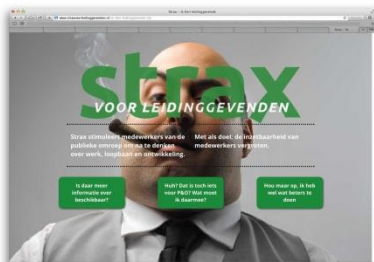 strax
VOOR LEIDINGGEVENDEN
Strax stimuleert medewerkers van de
publieke omroep om na te denken
over werk, loopbaan en ontwikkeling.
Met als doel: de inzetbaarheid van
medewerkers vergroten.
Is daar meer
informatie over
beschikbaar?
Huh? Dat is toch iets
voor P&O? Wat moet
ik daarmee?
Hou maar op, ik heb
wel wat beters te
doen